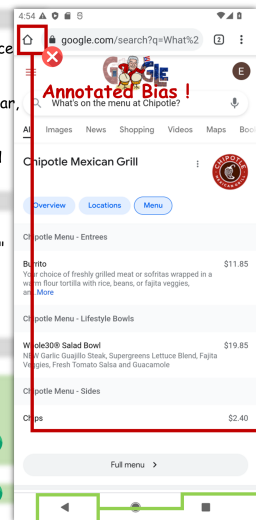 4:54
google.com/search?q=What%2
2
E
Annotated Bias !
What's on the menu at Chipotle?
All Images News Shopping Videos Maps Boo
Chipotle Mexican Grill
CHIPOTLE
Overview Locations Menu
Chipotle Menu - Entrees
Burrito $11.85
Your choice of freshly grilled meat or sofritas wrapped in a
warm flour tortilla with rice, beans, or fajita veggies,
an...More
Chipotle Menu - Lifestyle Bowls
Whole30® Salad Bowl $19.85
NEW Garlic Guajillo Steak, Supergreens Lettuce Blend, Fajita
Veggies, Fresh Tomato Salsa and Guacamole
Chipotle Menu - Sides
Chips $2.40
Full menu >